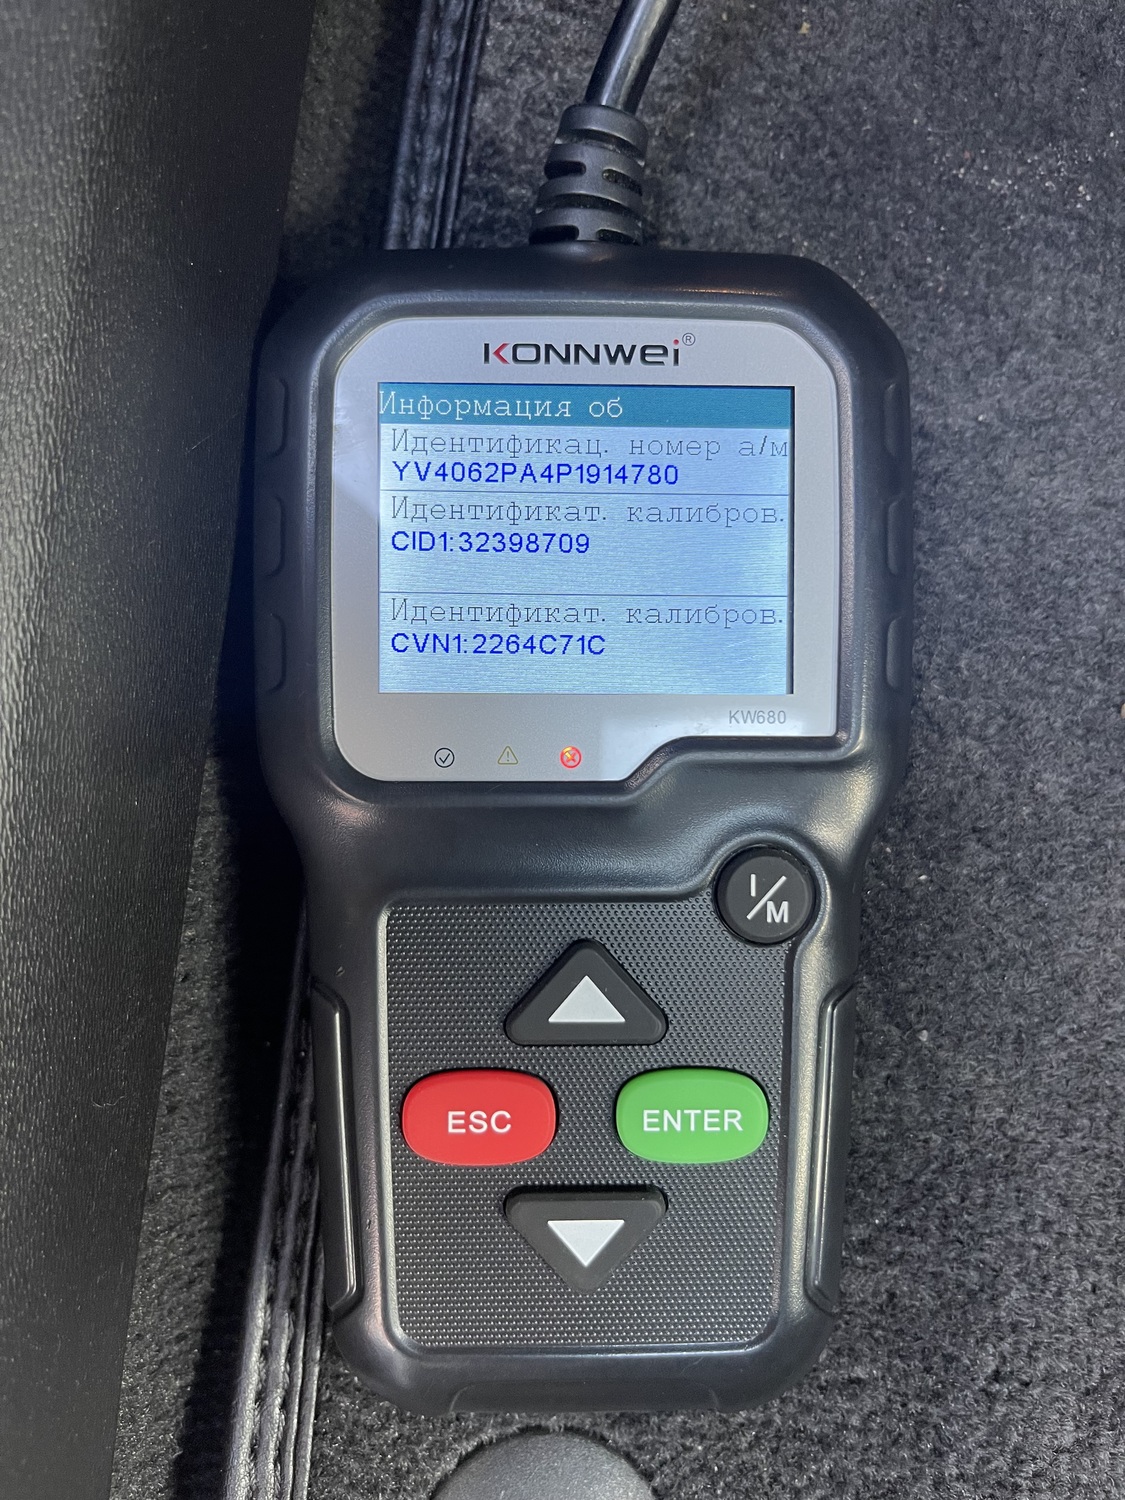 KONNWEI®
Информация об
Идентификац. номер а/м
YV4062PA4P1914780
Идентификат. калибров.
CID1:32398709
Идентификат. калибров.
CVN1:2264C71C
KW680
I/M
ESC
ENTER